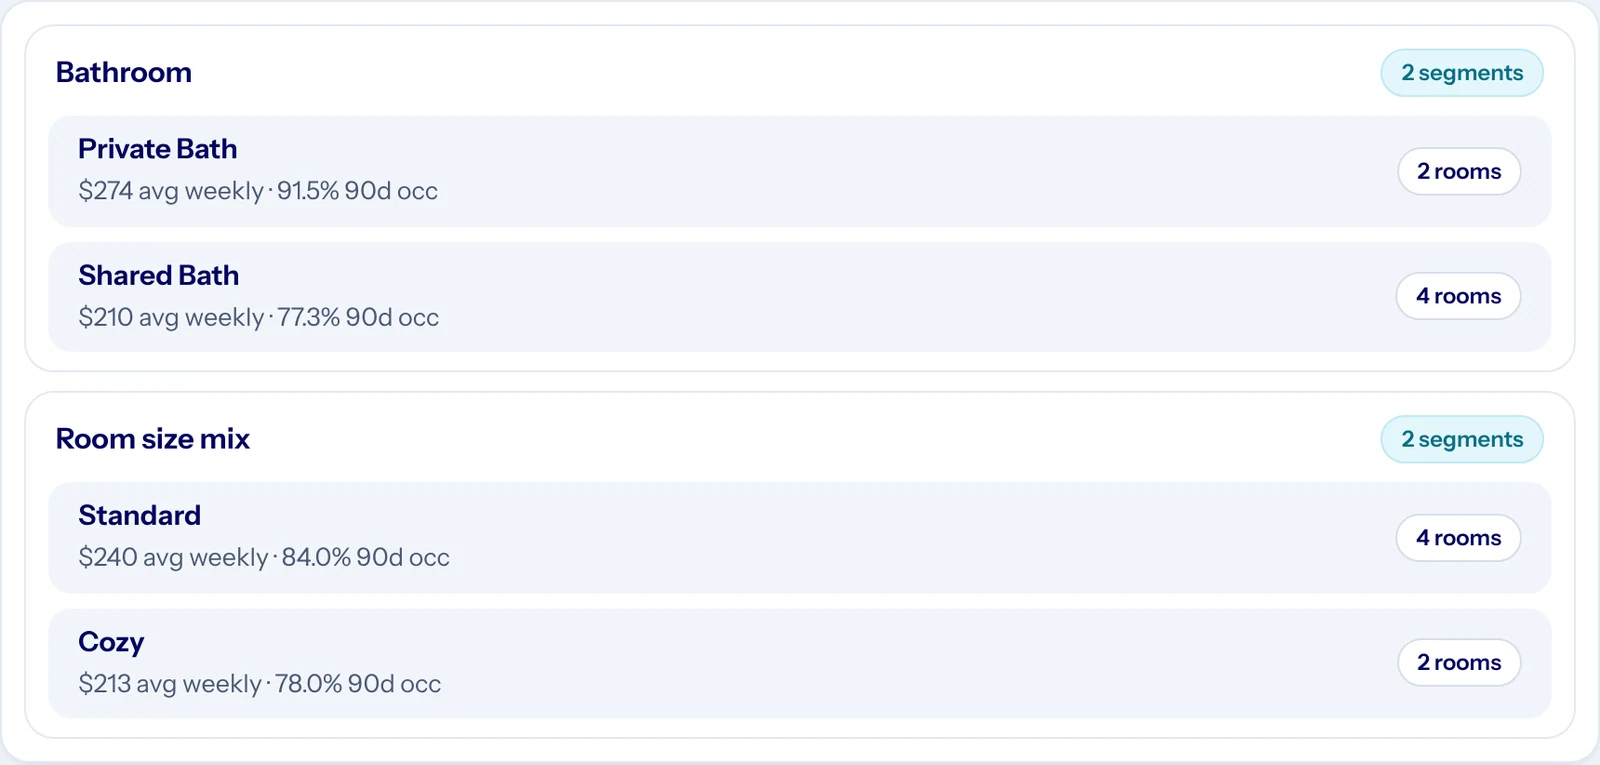 Bathroom
2 segments
Private Bath
$274 avg weekly · 91.5% 90d occ
2 rooms
Shared Bath
$210 avg weekly · 77.3% 90d occ
4 rooms
Room size mix
2 segments
Standard
$240 avg weekly · 84.0% 90d occ
4 rooms
Cozy
$213 avg weekly · 78.0% 90d occ
2 rooms